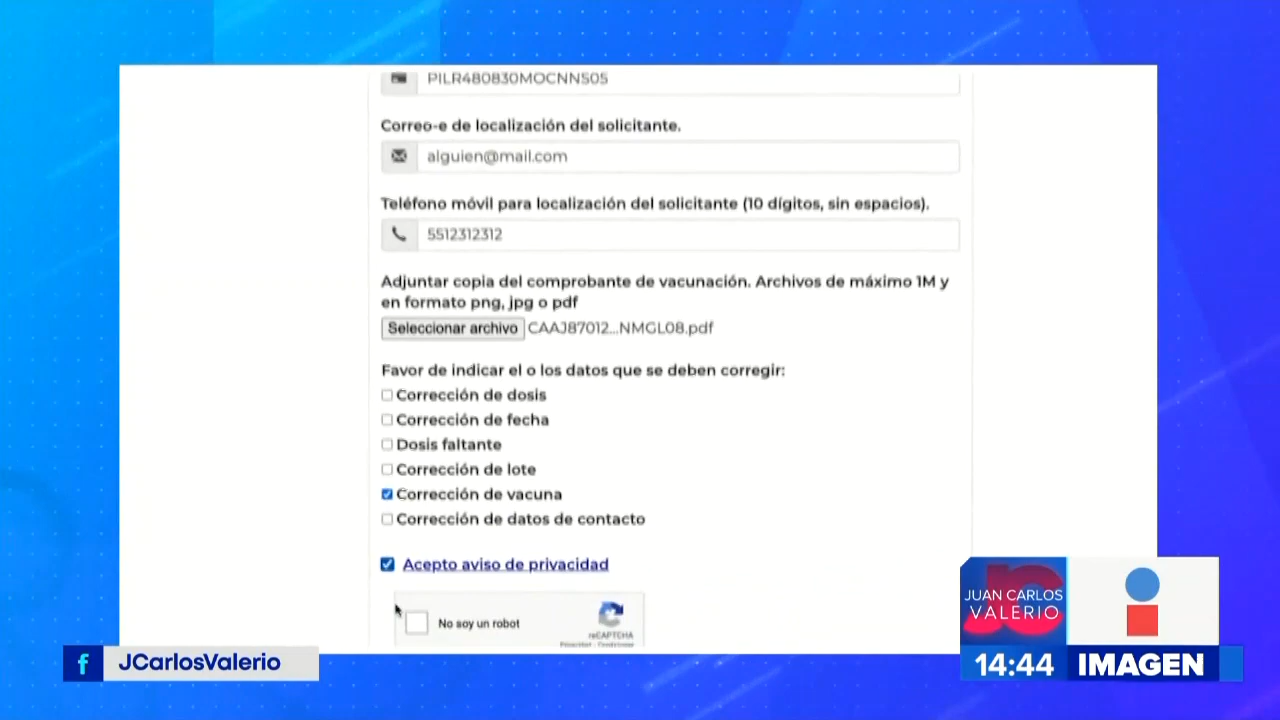 PILR480830MOCNNS05
Correo-e de localización del solicitante.
alguien@mail.com
Teléfono móvil para localización del solicitante (10 dígitos, sin espacios).
5512312312
Adjuntar copia del comprobante de vacunación. Archivos de máximo 1M y
en formato png, jpg o pdf
Seleccionar archivo CAAJ87012...NMGL08.pdf
Favor de indicar el o los datos que se deben corregir:
Corrección de dosis
Corrección de fecha
Dosis faltante
Corrección de lote
Corrección de vacuna
Corrección de datos de contacto
Acepto aviso de privacidad
No soy un robot
reCAPTCHA
Privacidad - Condiciones
JUAN CARLOS
VALERIO
f JCarlosValerio
14:44 IMAGEN